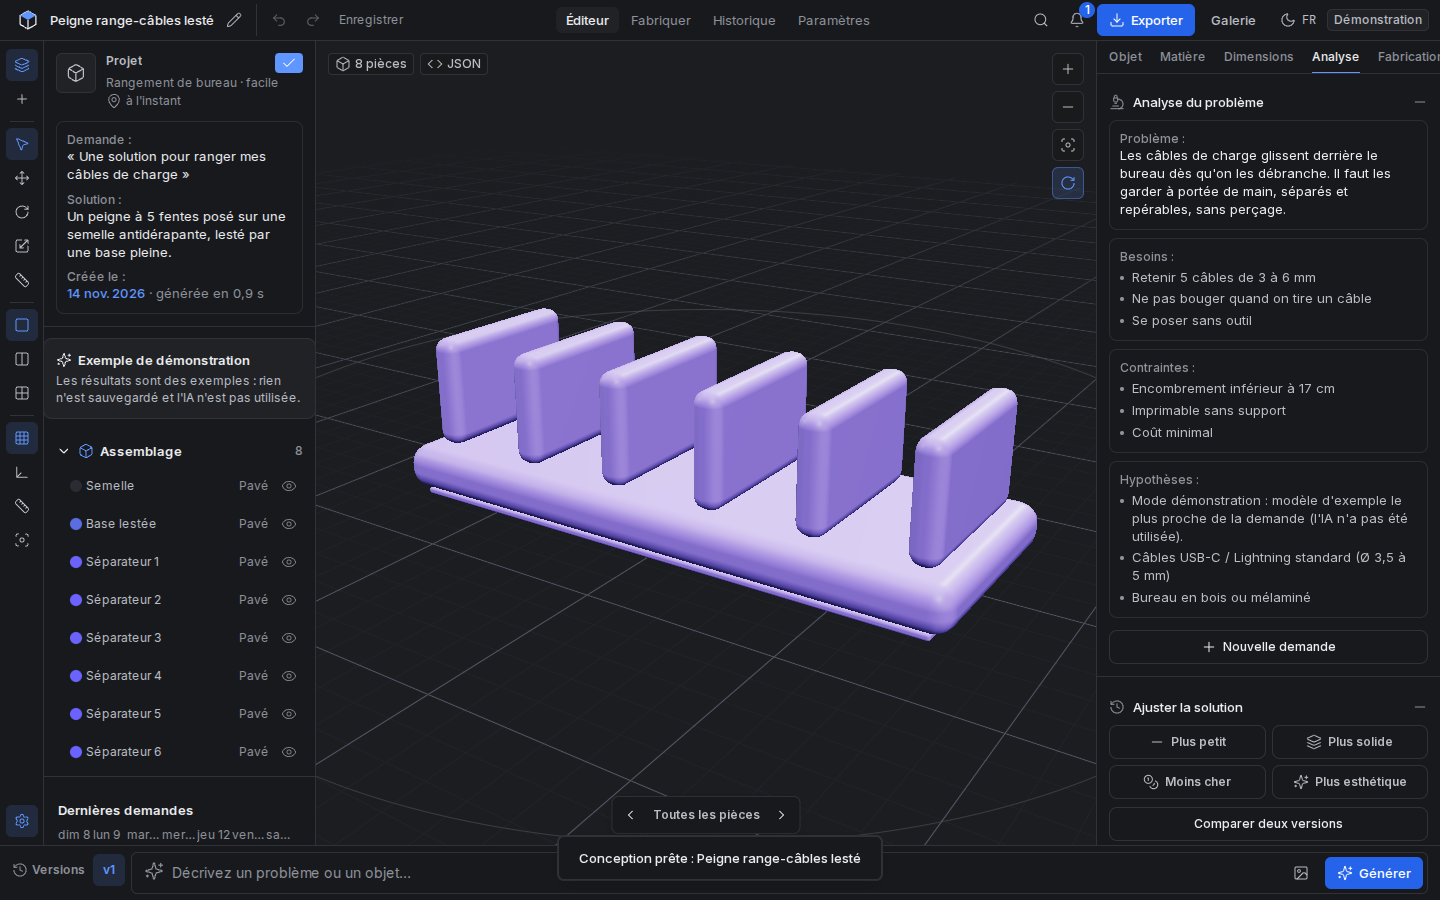 Peigne range-câbles lesté
Enregistrer
Éditeur
Fabriquer
Historique
Paramètres
1
Exporter
Galerie
FR
Démonstration
Projet
Rangement de bureau · facile
à l'instant
Demande :
« Une solution pour ranger mes
câbles de charge »
Solution :
Un peigne à 5 fentes posé sur une
semelle antidérapante, lesté par
une base pleine.
Créée le :
14 nov. 2026 · générée en 0,9 s
Exemple de démonstration
Les résultats sont des exemples : rien
n'est sauvegardé et l'IA n'est pas utilisée.
Assemblage 8
Semelle Pavé
Base lestée Pavé
Séparateur 1 Pavé
Séparateur 2 Pavé
Séparateur 3 Pavé
Séparateur 4 Pavé
Séparateur 5 Pavé
Séparateur 6 Pavé
Dernières demandes
dim 8 lun 9 mar… mer… jeu 12 ven… sa…
8 pièces
JSON
Toutes les pièces
Conception prête : Peigne range-câbles lesté
Objet
Matière
Dimensions
Analyse
Fabrication
Analyse du problème
Problème :
Les câbles de charge glissent derrière le
bureau dès qu'on les débranche. Il faut les
garder à portée de main, séparés et
repérables, sans perçage.
Besoins :
• Retenir 5 câbles de 3 à 6 mm
• Ne pas bouger quand on tire un câble
• Se poser sans outil
Contraintes :
• Encombrement inférieur à 17 cm
• Imprimable sans support
• Coût minimal
Hypothèses :
• Mode démonstration : modèle d'exemple le
plus proche de la demande (l'IA n'a pas été
utilisée).
• Câbles USB-C / Lightning standard (Ø 3,5 à
5 mm)
• Bureau en bois ou mélaminé
Nouvelle demande
Ajuster la solution
Plus petit
Plus solide
Moins cher
Plus esthétique
Comparer deux versions
Versions
v1
Décrivez un problème ou un objet...
Générer